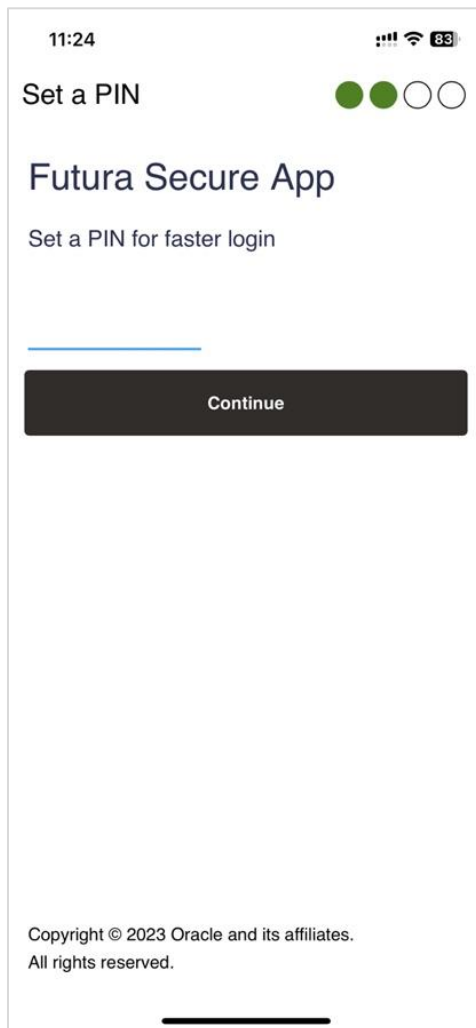 11:24
83
Set a PIN
Futura Secure App
Set a PIN for faster login
Continue
Copyright © 2023 Oracle and its affiliates.
All rights reserved.